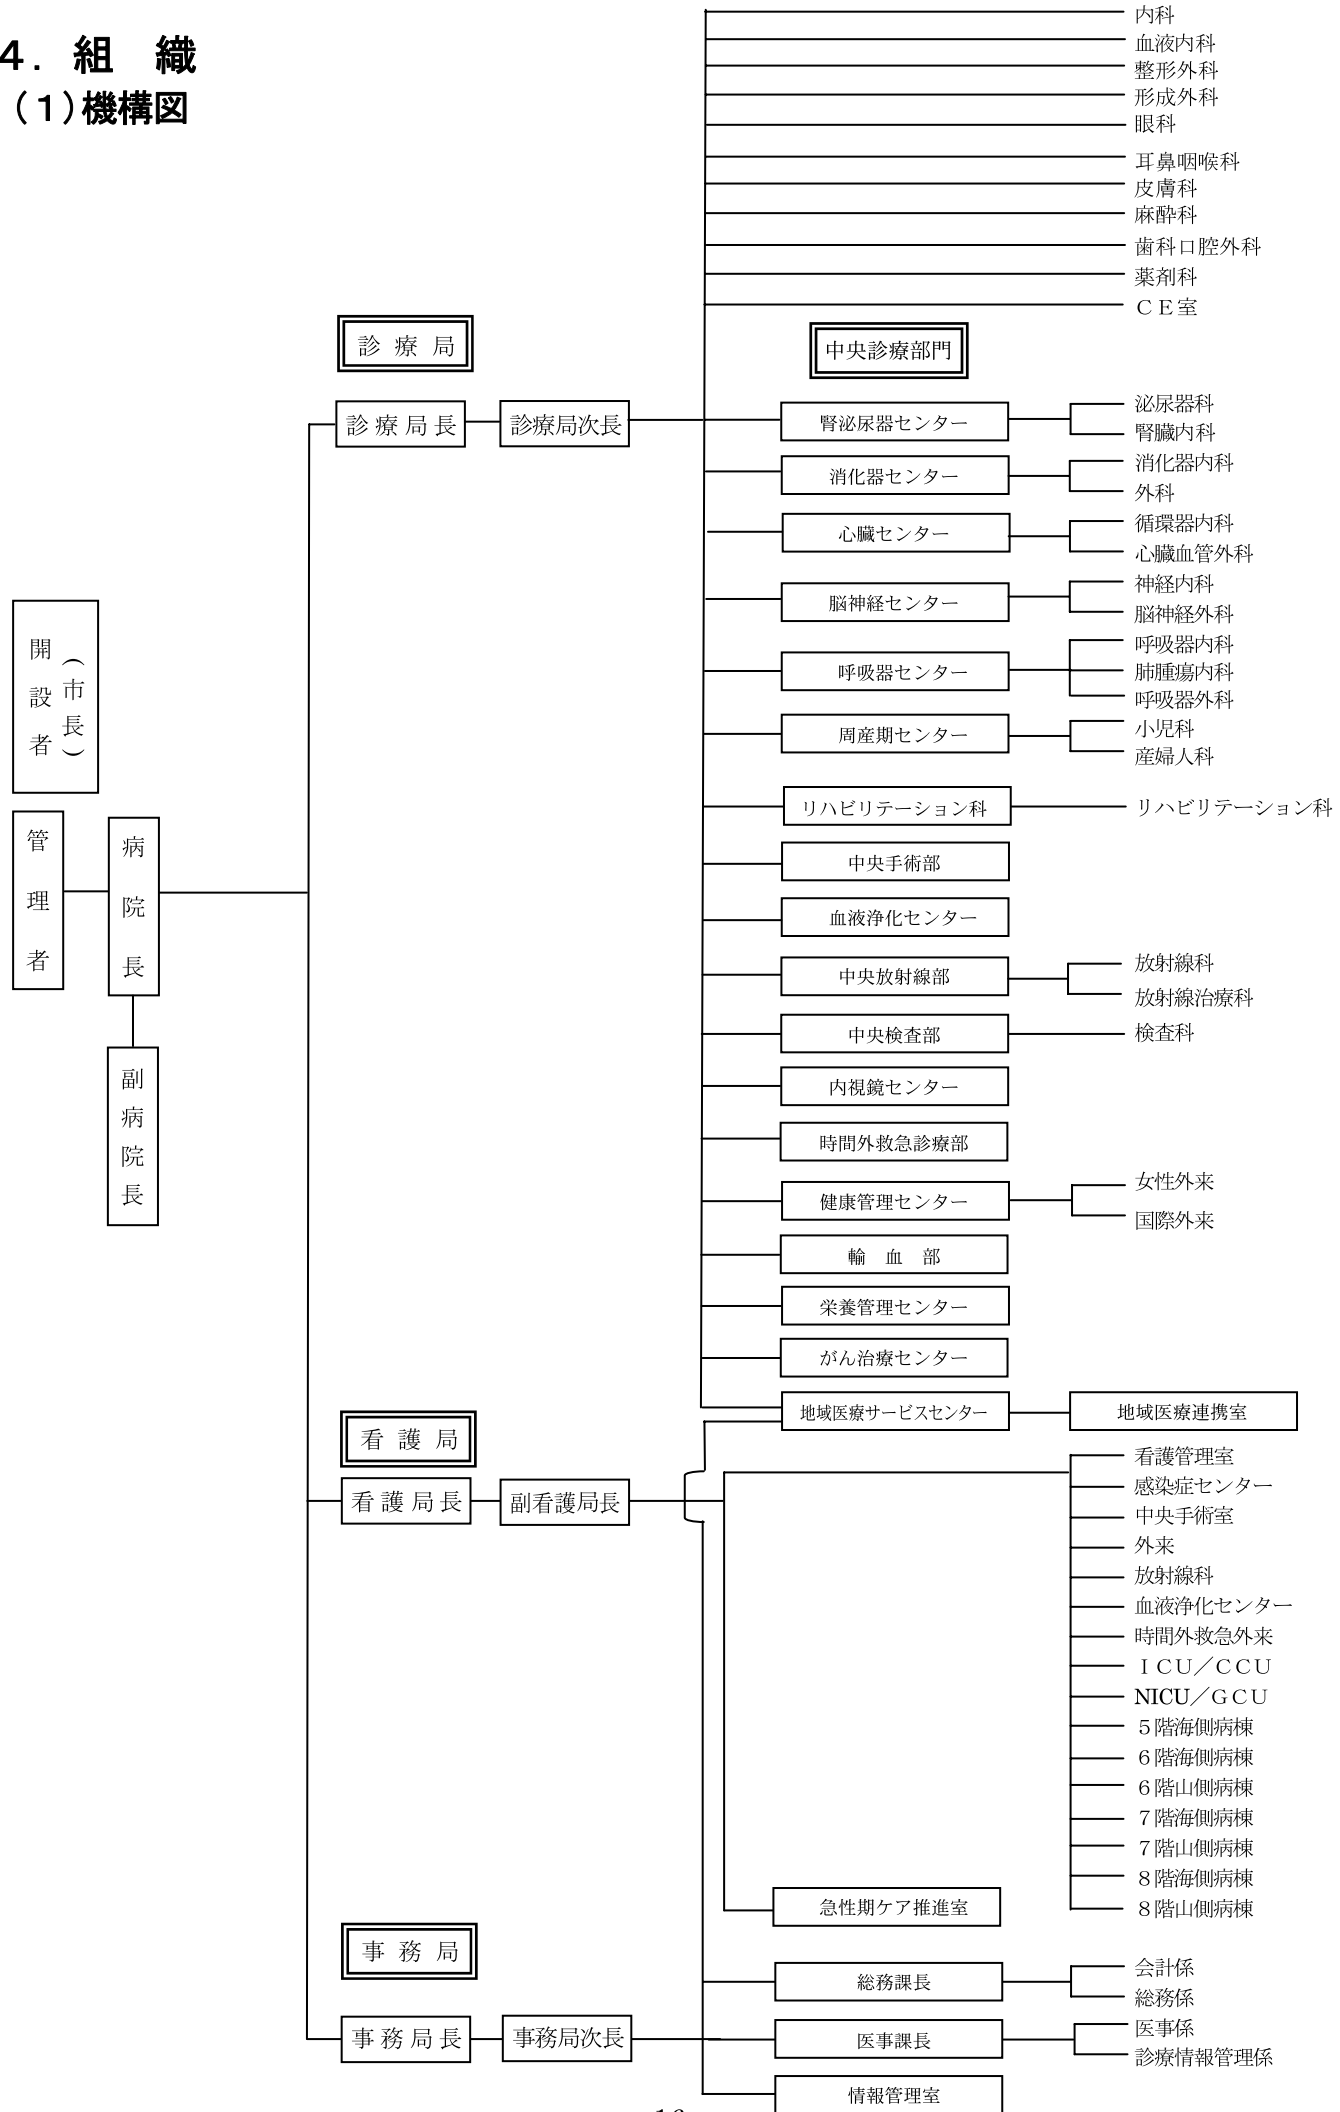 4．組　織
（１）機構図
内科
血液内科
整形外科
形成外科
眼科
耳鼻咽喉科
皮膚科
麻酔科
歯科口腔外科
薬剤科
ＣＥ室
診 療 局
中央診療部門
診 療 局 長
診療局次長
腎泌尿器センター
泌尿器科
腎臓内科
消化器センター
消化器内科
外科
心臓センター
循環器内科
心臓血管外科
脳神経センター
神経内科
脳神経外科
呼吸器センター
呼吸器内科
肺腫瘍内科
呼吸器外科
周産期センター
小児科
産婦人科
開設者
（市長）
管理者
病院長
副病院長
リハビリテーション科
リハビリテーション科
中央手術部
血液浄化センター
中央放射線部
放射線科
放射線治療科
中央検査部
検査科
内視鏡センター
時間外救急診療部
健康管理センター
女性外来
国際外来
輸　血　部
栄養管理センター
がん治療センター
地域医療サービスセンター
地域医療連携室
看 護 局
看 護 局 長
副看護局長
看護管理室
感染症センター
中央手術室
外来
放射線科
血液浄化センター
時間外救急外来
ＩＣＵ／ＣＣＵ
NICU／ＧＣＵ
５階海側病棟
６階海側病棟
６階山側病棟
７階海側病棟
７階山側病棟
８階海側病棟
８階山側病棟
急性期ケア推進室
事 務 局
事 務 局 長
事務局次長
総務課長
会計係
総務係
医事課長
医事係
診療情報管理係
情報管理室